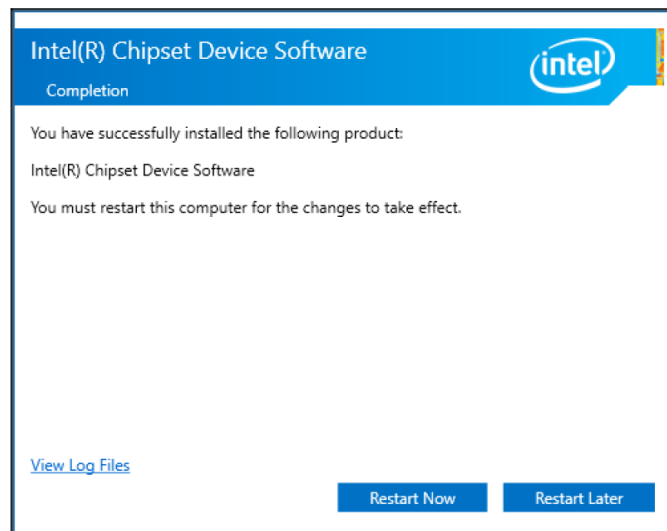 Intel(R) Chipset Device Software
intel
Completion
You have successfully installed the following product:
Intel(R) Chipset Device Software
You must restart this computer for the changes to take effect.
View Log Files
Restart Now
Restart Later